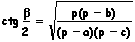 ctg β/2 = √(p(p − b)/((p − a)(p − c)))